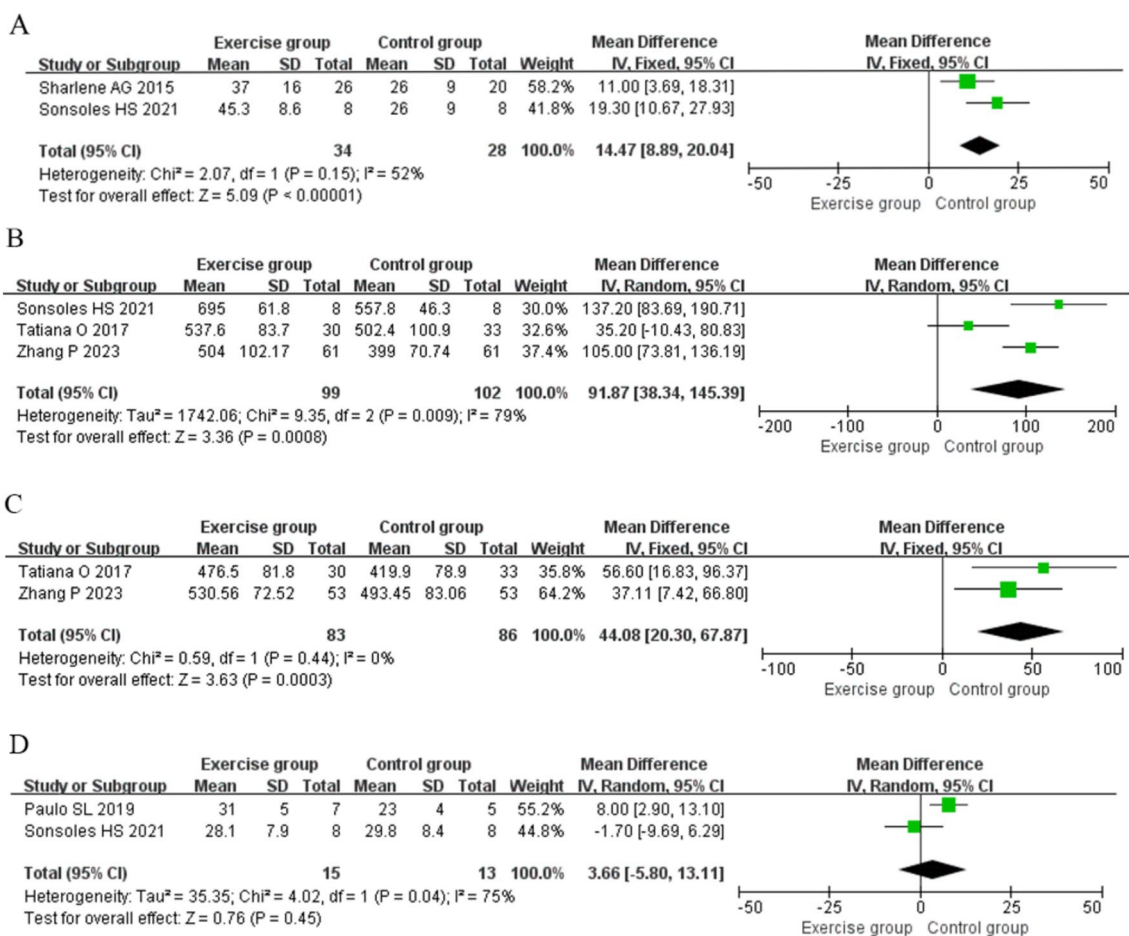 A
Exercise group Control group Mean Difference Mean Difference
Study or Subgroup Mean SD Total Mean SD Total Weight IV, Fixed, 95% CI IV, Fixed, 95% CI
Sharlene AG 2015 37 16 26 26 9 20 58.2% 11.00 [3.69, 18.31]
Sonsoles HS 2021 45.3 8.6 8 26 9 8 41.8% 19.30 [10.67, 27.93]
Total (95% CI) 34 28 100.0% 14.47 [8.89, 20.04]
Heterogeneity: Chi² = 2.07, df = 1 (P = 0.15); I² = 52%
Test for overall effect: Z = 5.09 (P < 0.00001)
-50 -25 0 25 50
Exercise group Control group
B
Exercise group Control group Mean Difference Mean Difference
Study or Subgroup Mean SD Total Mean SD Total Weight IV, Random, 95% CI IV, Random, 95% CI
Sonsoles HS 2021 695 61.8 8 557.8 46.3 8 30.0% 137.20 [83.69, 190.71]
Tatiana O 2017 537.6 83.7 30 502.4 100.9 33 32.6% 35.20 [-10.43, 80.83]
Zhang P 2023 504 102.17 61 399 70.74 61 37.4% 105.00 [73.81, 136.19]
Total (95% CI) 99 102 100.0% 91.87 [38.34, 145.39]
Heterogeneity: Tau² = 1742.06; Chi² = 9.35, df = 2 (P = 0.009); I² = 79%
Test for overall effect: Z = 3.36 (P = 0.0008)
-200 -100 0 100 200
Exercise group Control group
C
Exercise group Control group Mean Difference Mean Difference
Study or Subgroup Mean SD Total Mean SD Total Weight IV, Fixed, 95% CI IV, Fixed, 95% CI
Tatiana O 2017 476.5 81.8 30 419.9 78.9 33 35.8% 56.60 [16.83, 96.37]
Zhang P 2023 530.56 72.52 53 493.45 83.06 53 64.2% 37.11 [7.42, 66.80]
Total (95% CI) 83 86 100.0% 44.08 [20.30, 67.87]
Heterogeneity: Chi² = 0.59, df = 1 (P = 0.44); I² = 0%
Test for overall effect: Z = 3.63 (P = 0.0003)
-100 -50 0 50 100
Exercise group Control group
D
Exercise group Control group Mean Difference Mean Difference
Study or Subgroup Mean SD Total Mean SD Total Weight IV, Random, 95% CI IV, Random, 95% CI
Paulo SL 2019 31 5 7 23 4 5 55.2% 8.00 [2.90, 13.10]
Sonsoles HS 2021 28.1 7.9 8 29.8 8.4 8 44.8% -1.70 [-9.69, 6.29]
Total (95% CI) 15 13 100.0% 3.66 [-5.80, 13.11]
Heterogeneity: Tau² = 35.35; Chi² = 4.02, df = 1 (P = 0.04); I² = 75%
Test for overall effect: Z = 0.76 (P = 0.45)
-50 -25 0 25 50
Exercise group Control group